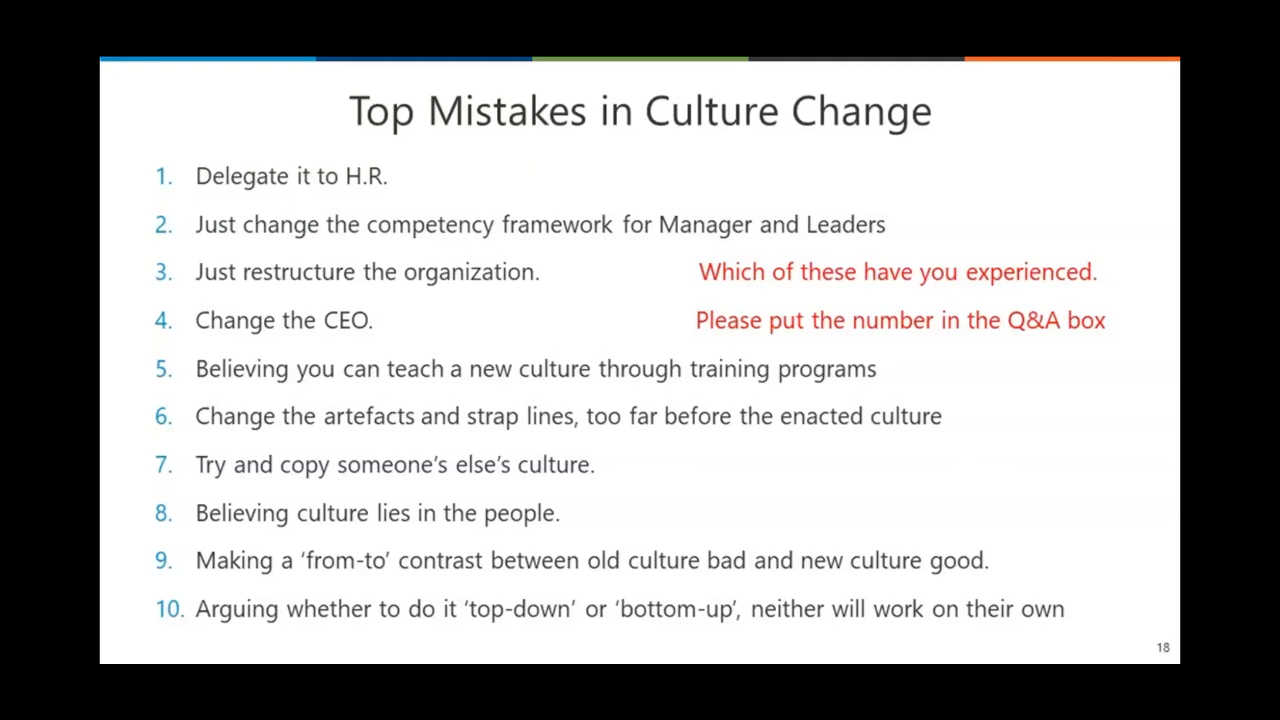 Top Mistakes in Culture Change
1. Delegate it to H.R.
2. Just change the competency framework for Manager and Leaders
3. Just restructure the organization.
Which of these have you experienced.
4. Change the CEO.
Please put the number in the Q&A box
5. Believing you can teach a new culture through training programs
6. Change the artefacts and strap lines, too far before the enacted culture
7. Try and copy someone’s else’s culture.
8. Believing culture lies in the people.
9. Making a ‘from-to’ contrast between old culture bad and new culture good.
10. Arguing whether to do it ‘top-down’ or ‘bottom-up’, neither will work on their own
18